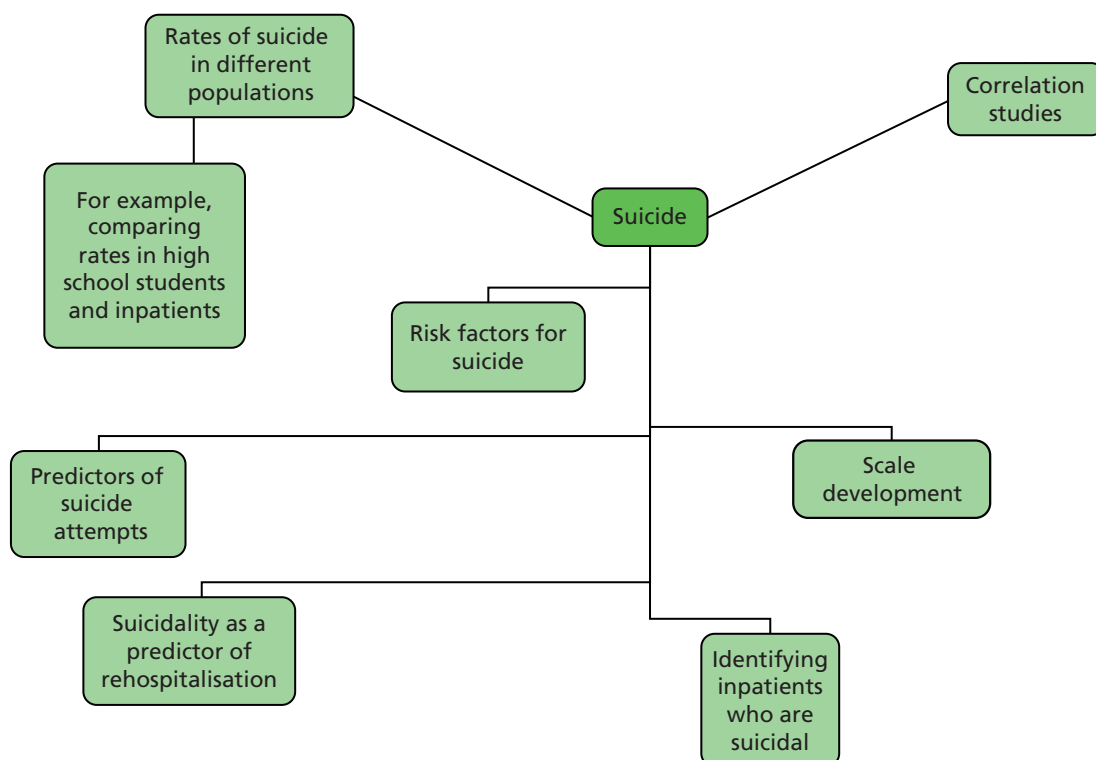 Rates of suicide
in different
populations
Correlation
studies
For example,
comparing
rates in high
school students
and inpatients
Suicide
Risk factors for
suicide
Predictors of
suicide
attempts
Scale
development
Suicidality as a
predictor of
rehospitalisation
Identifying
inpatients
who are
suicidal